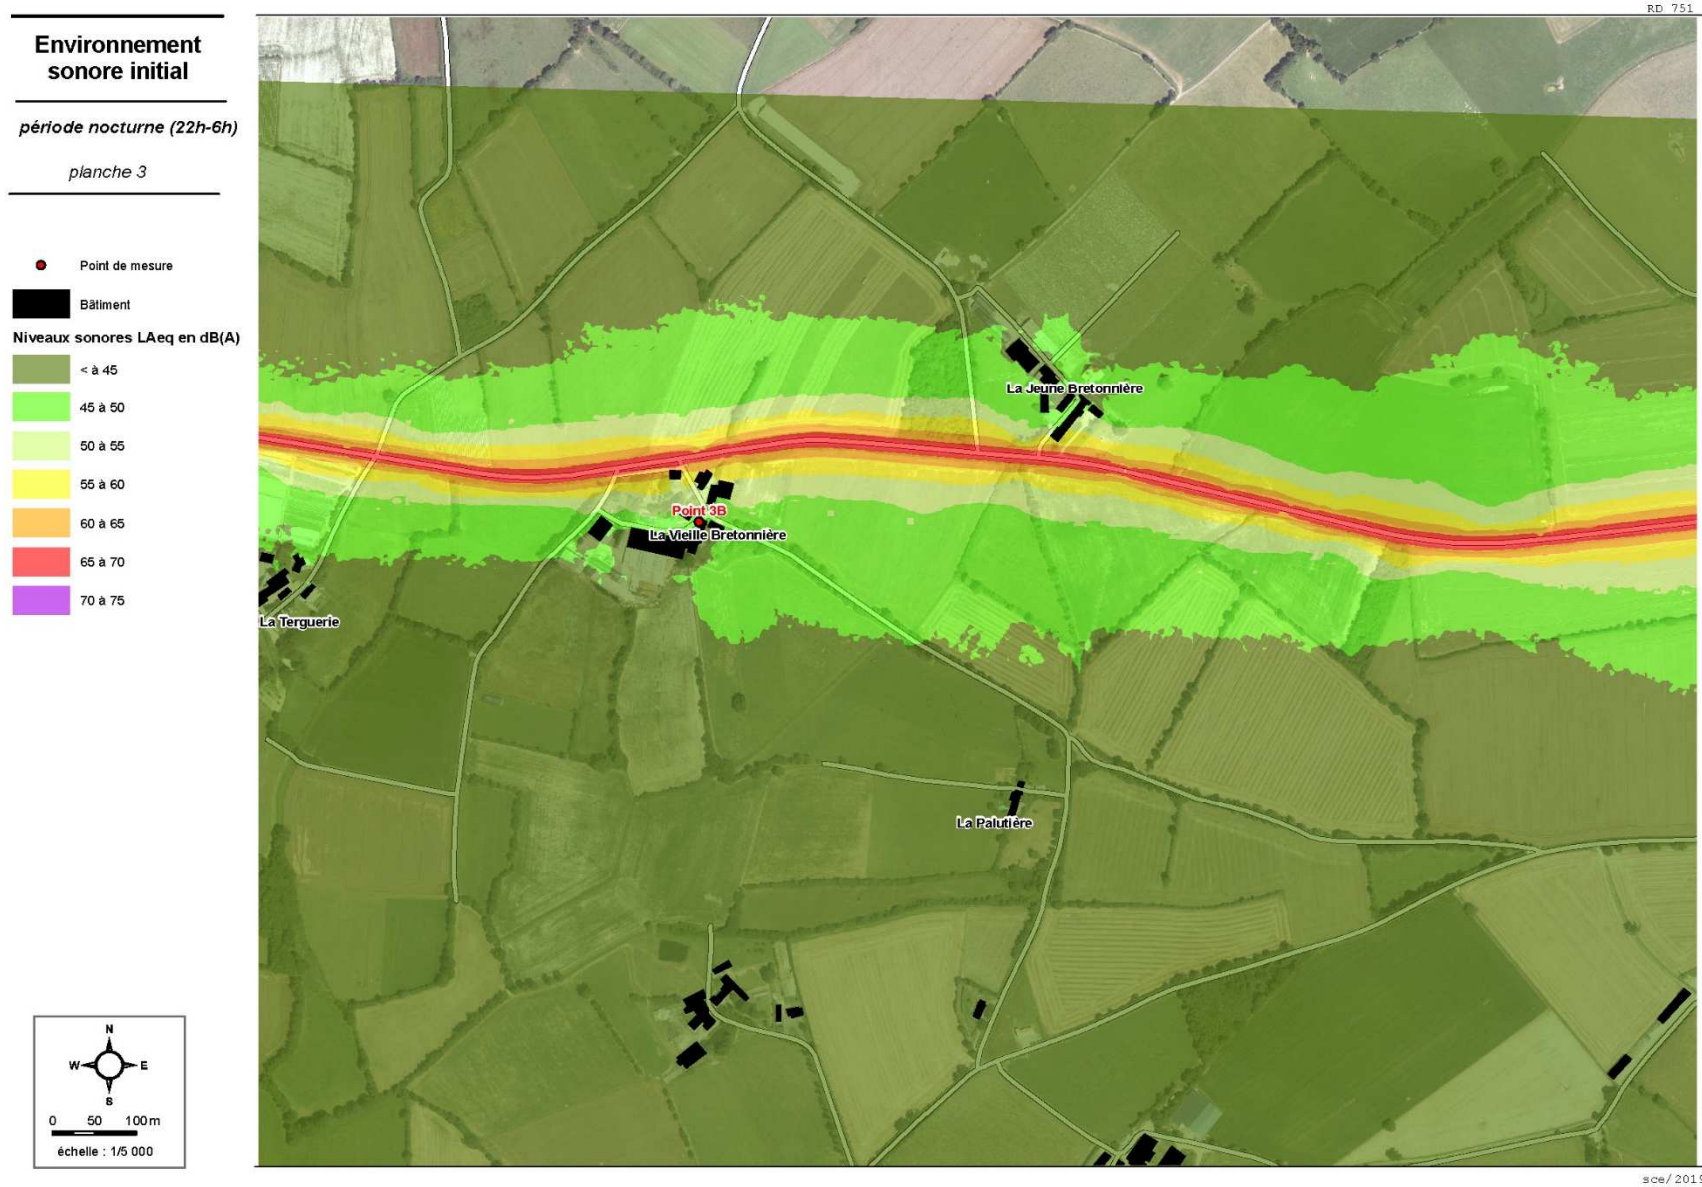 RD 751
Environnement
sonore initial
période nocturne (22h-6h)
planche 3
Point de mesure
Bâtiment
Niveaux sonores LAeq en dB(A)
< à 45
45 à 50
50 à 55
55 à 60
60 à 65
65 à 70
70 à 75
La Jeune Bretonnière
Point 3B
La Vieille Bretonnière
La Terguerie
La Palutière
N
W E
S
0 50 100 m
échelle : 1/5 000
sce/2019